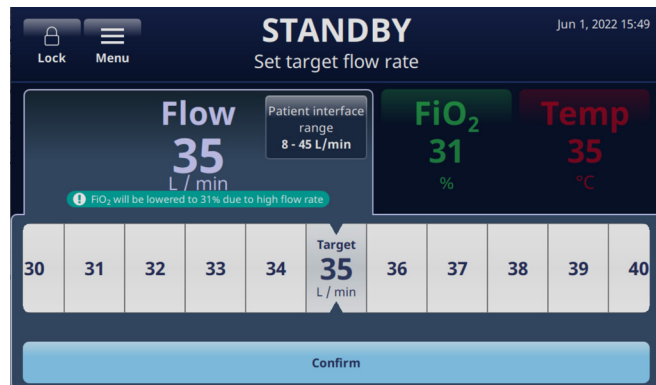 STANDBY
Jun 1, 2022 15:49
Lock
Menu
Set target flow rate
Flow
35
L / min
Patient interface
range
8 - 45 L/min
FiO₂ will be lowered to 31% due to high flow rate
FiO₂
31
%
Temp
35
°C
30 31 32 33 34
Target
35
L / min
36 37 38 39 40
Confirm